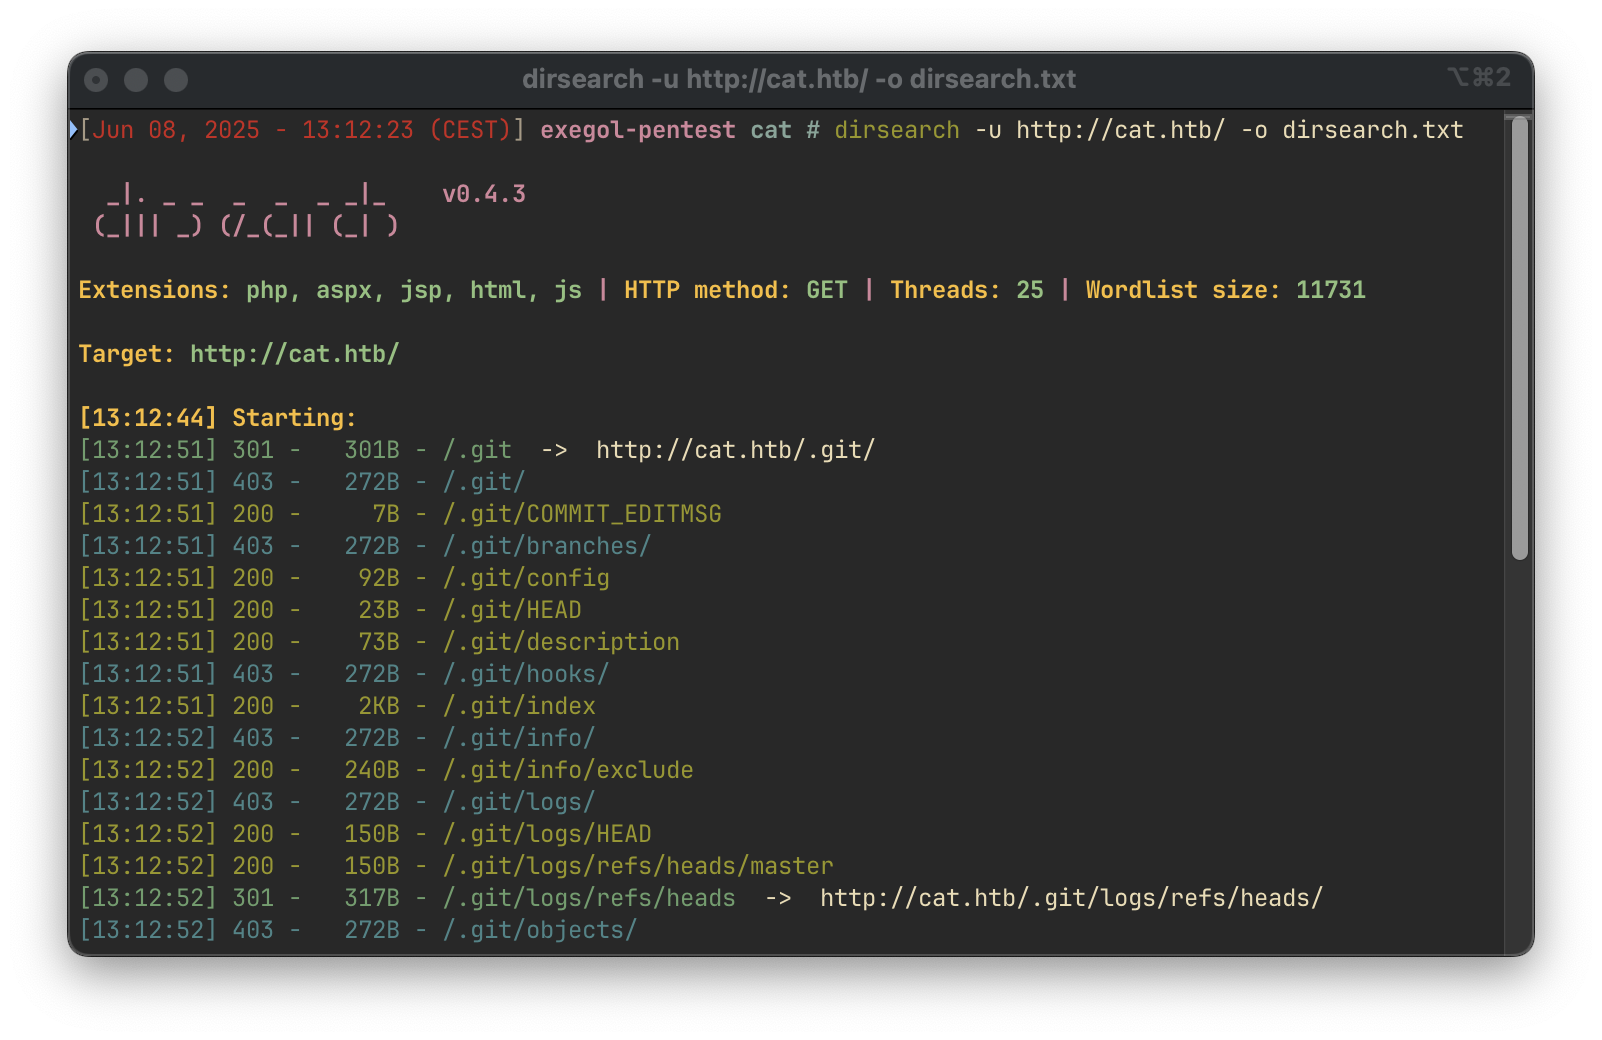 dirsearch -u http://cat.htb/ -o dirsearch.txt ⌥⌘2
[Jun 08, 2025 - 13:12:23 (CEST)] exegol-pentest cat # dirsearch -u http://cat.htb/ -o dirsearch.txt
  _|. _ _  _  _  _ _|_    v0.4.3
 (_||| _) (/_(_|| (_| )
Extensions: php, aspx, jsp, html, js | HTTP method: GET | Threads: 25 | Wordlist size: 11731
Target: http://cat.htb/
[13:12:44] Starting:
[13:12:51] 301 -   301B - /.git  ->  http://cat.htb/.git/
[13:12:51] 403 -   272B - /.git/
[13:12:51] 200 -     7B - /.git/COMMIT_EDITMSG
[13:12:51] 403 -   272B - /.git/branches/
[13:12:51] 200 -    92B - /.git/config
[13:12:51] 200 -    23B - /.git/HEAD
[13:12:51] 200 -    73B - /.git/description
[13:12:51] 403 -   272B - /.git/hooks/
[13:12:51] 200 -    2KB - /.git/index
[13:12:52] 403 -   272B - /.git/info/
[13:12:52] 200 -   240B - /.git/info/exclude
[13:12:52] 403 -   272B - /.git/logs/
[13:12:52] 200 -   150B - /.git/logs/HEAD
[13:12:52] 200 -   150B - /.git/logs/refs/heads/master
[13:12:52] 301 -   317B - /.git/logs/refs/heads  ->  http://cat.htb/.git/logs/refs/heads/
[13:12:52] 403 -   272B - /.git/objects/